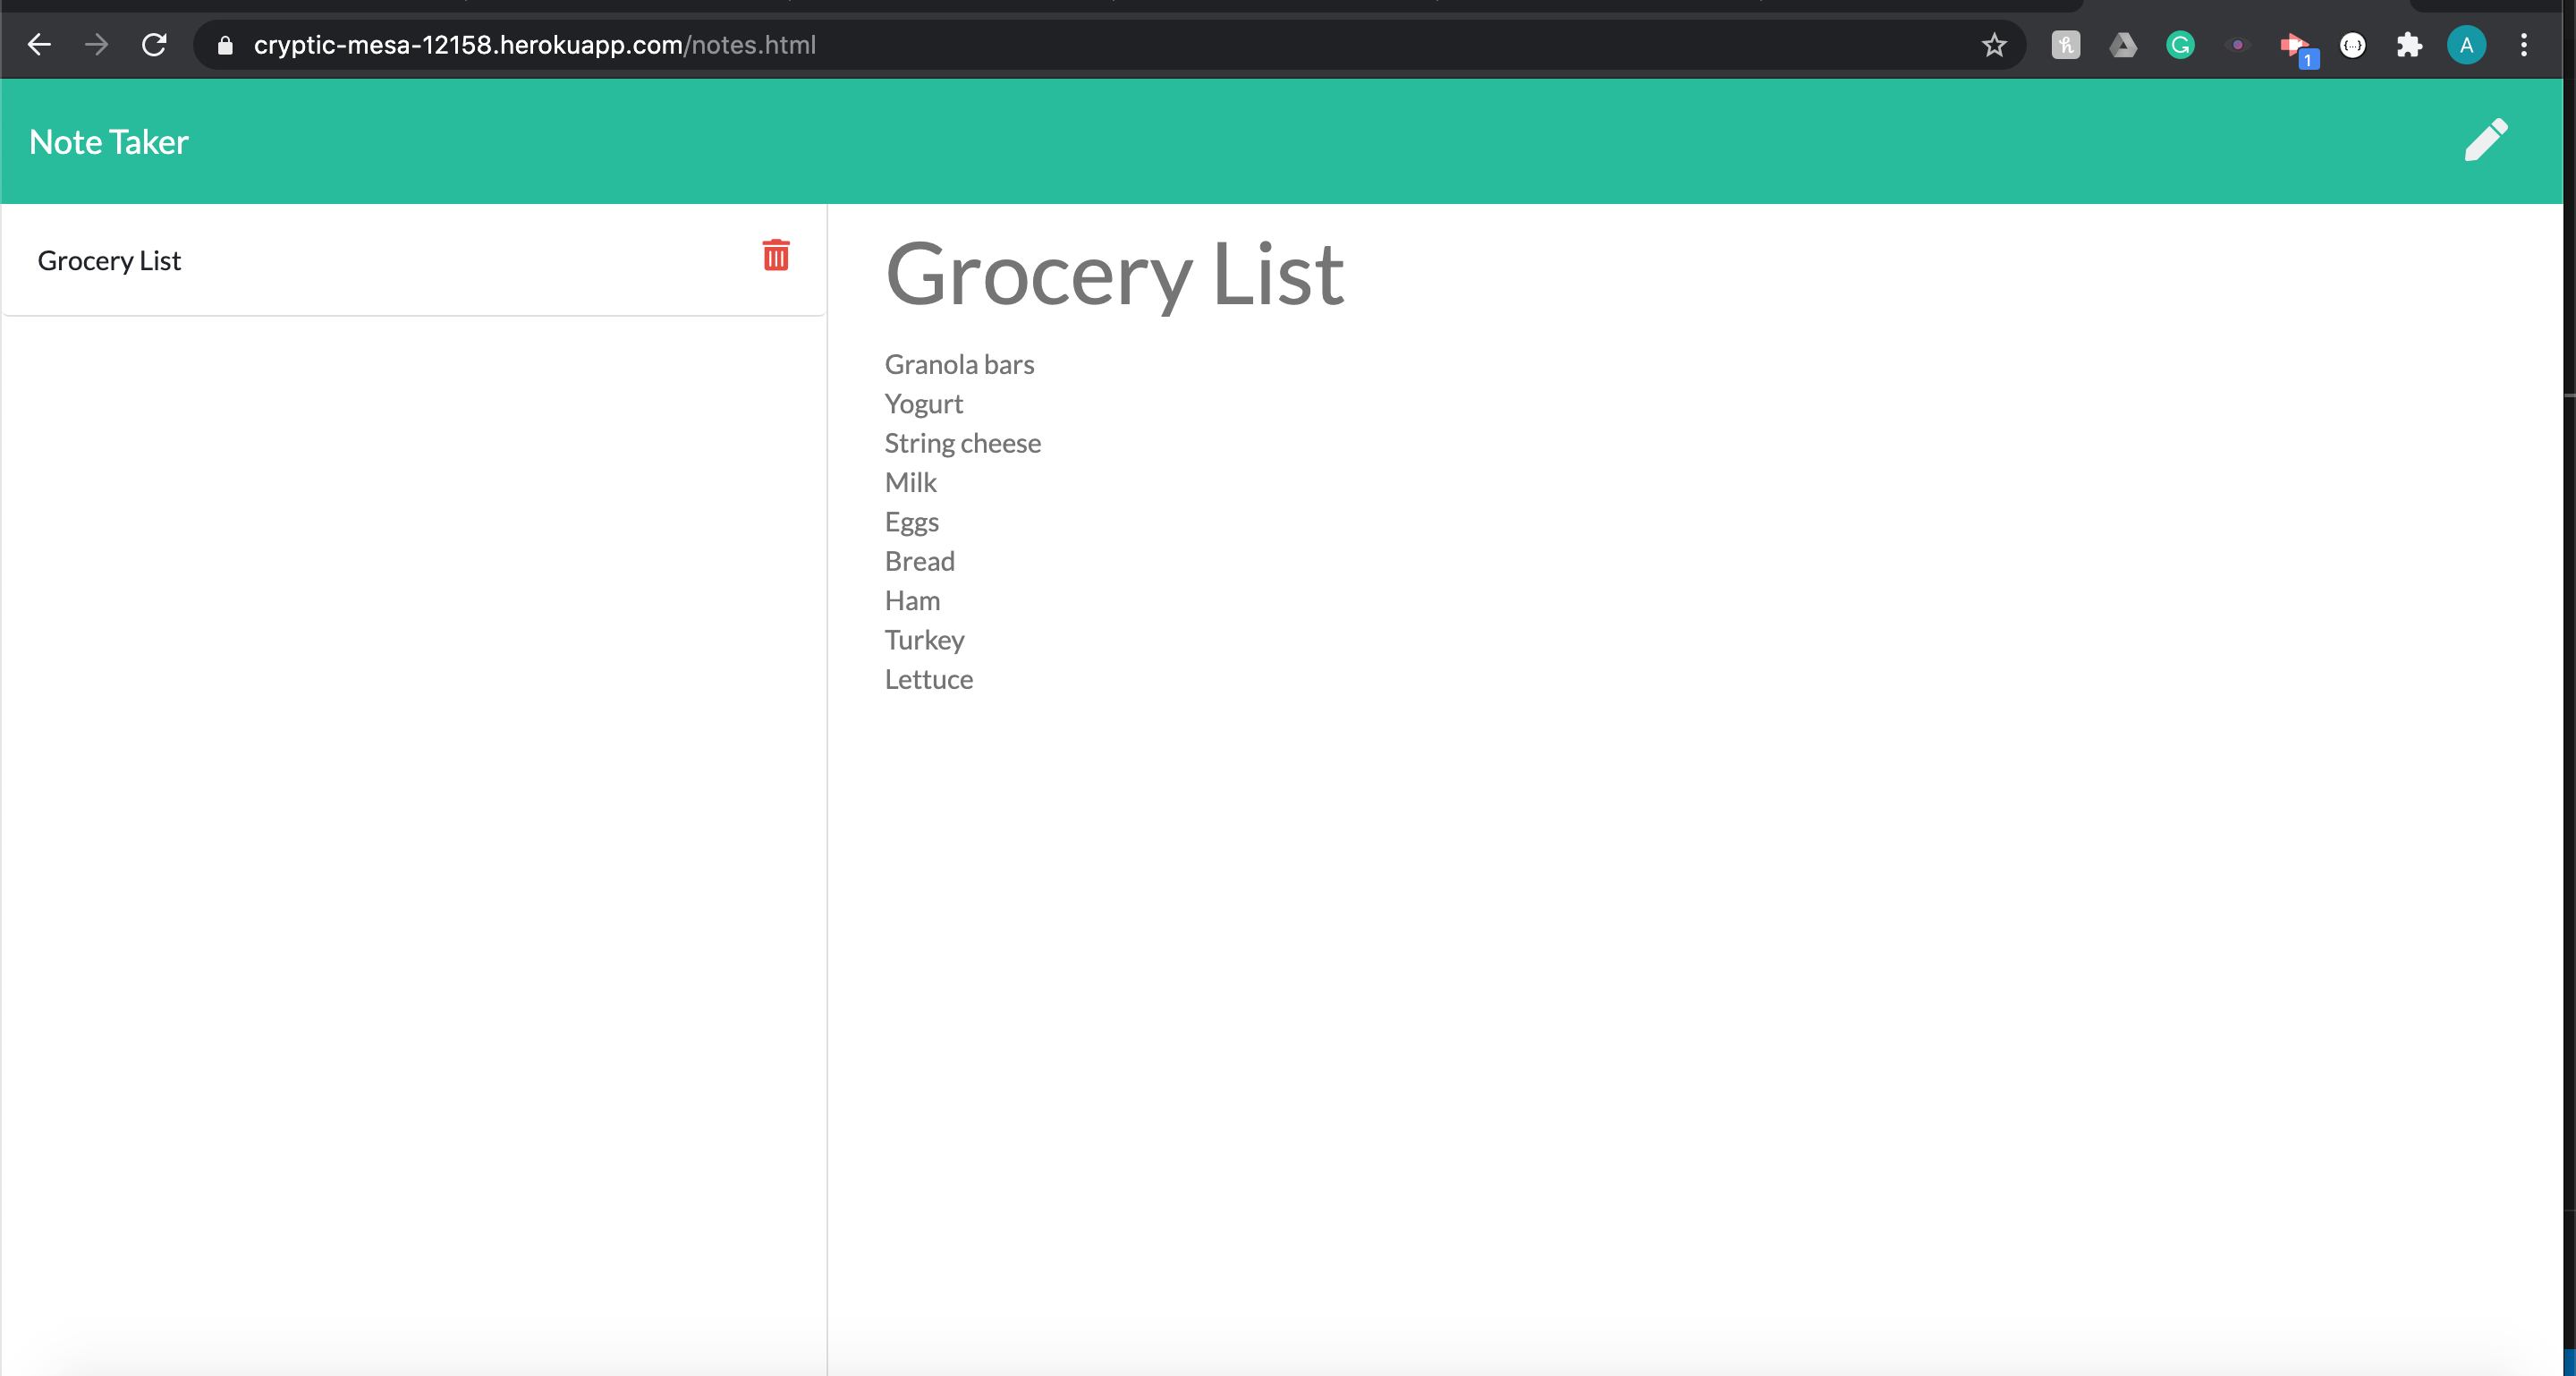 cryptic-mesa-12158.herokuapp.com/notes.html
1
A
Note Taker
Grocery List
Grocery List
Granola bars
Yogurt
String cheese
Milk
Eggs
Bread
Ham
Turkey
Lettuce